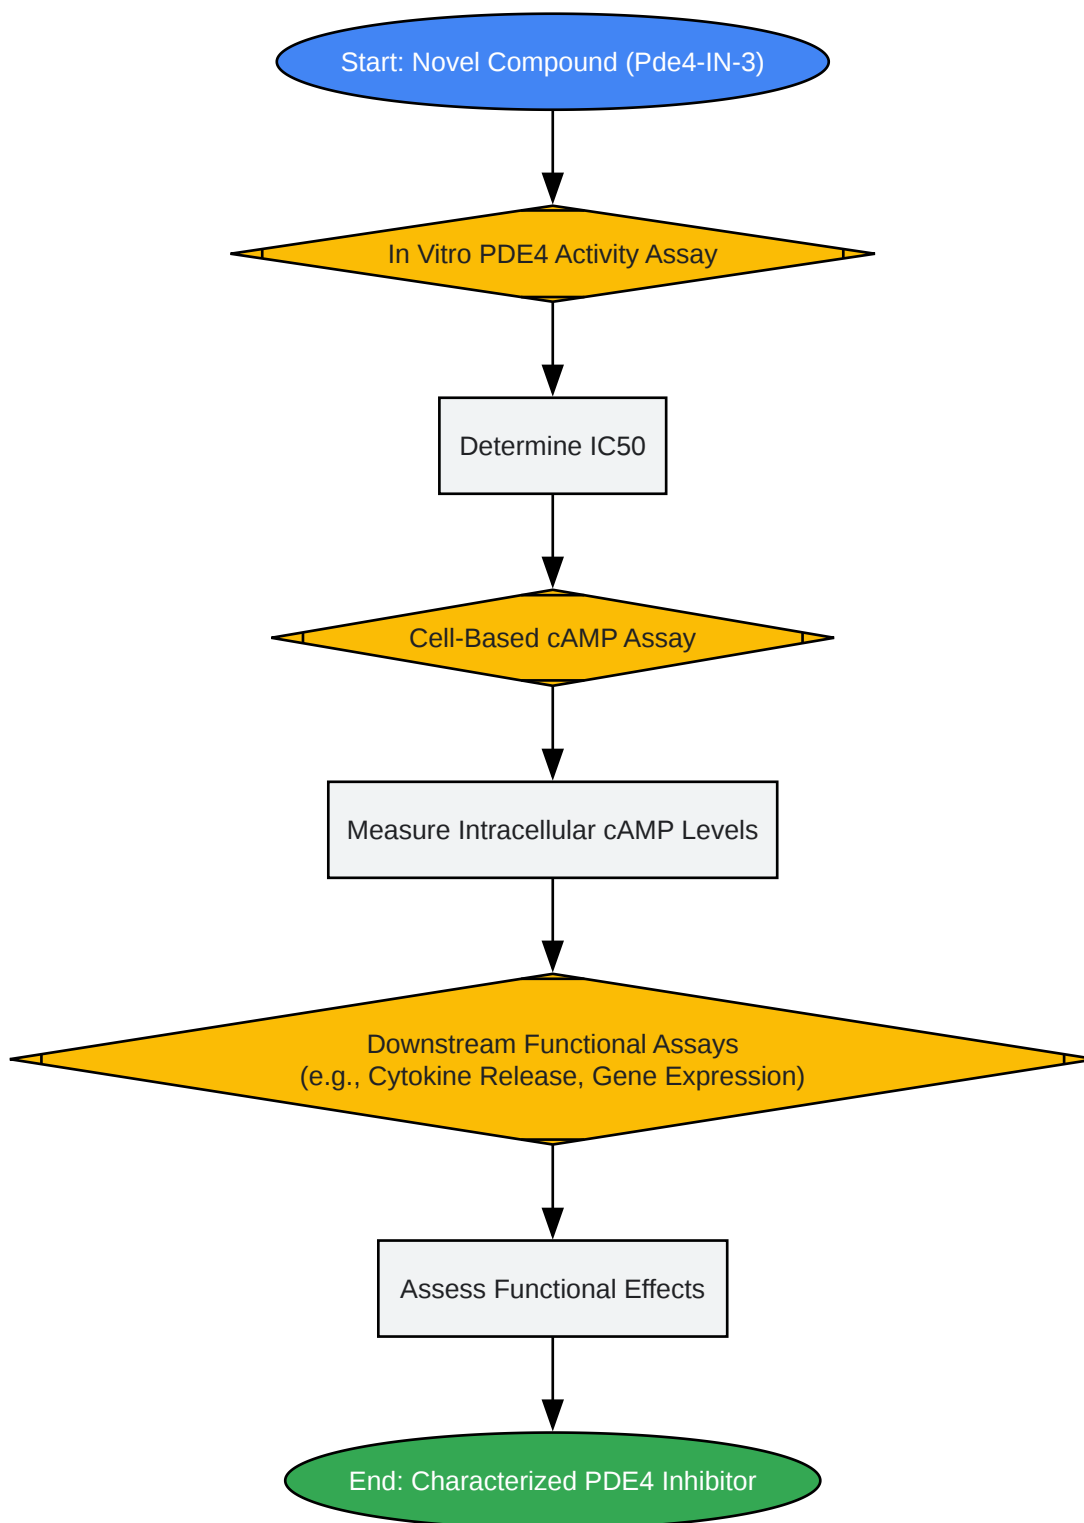 Start: Novel Compound (Pde4-IN-3)
In Vitro PDE4 Activity Assay
Determine IC50
Cell-Based cAMP Assay
Measure Intracellular cAMP Levels
Downstream Functional Assays
(e.g., Cytokine Release, Gene Expression)
Assess Functional Effects
End: Characterized PDE4 Inhibitor